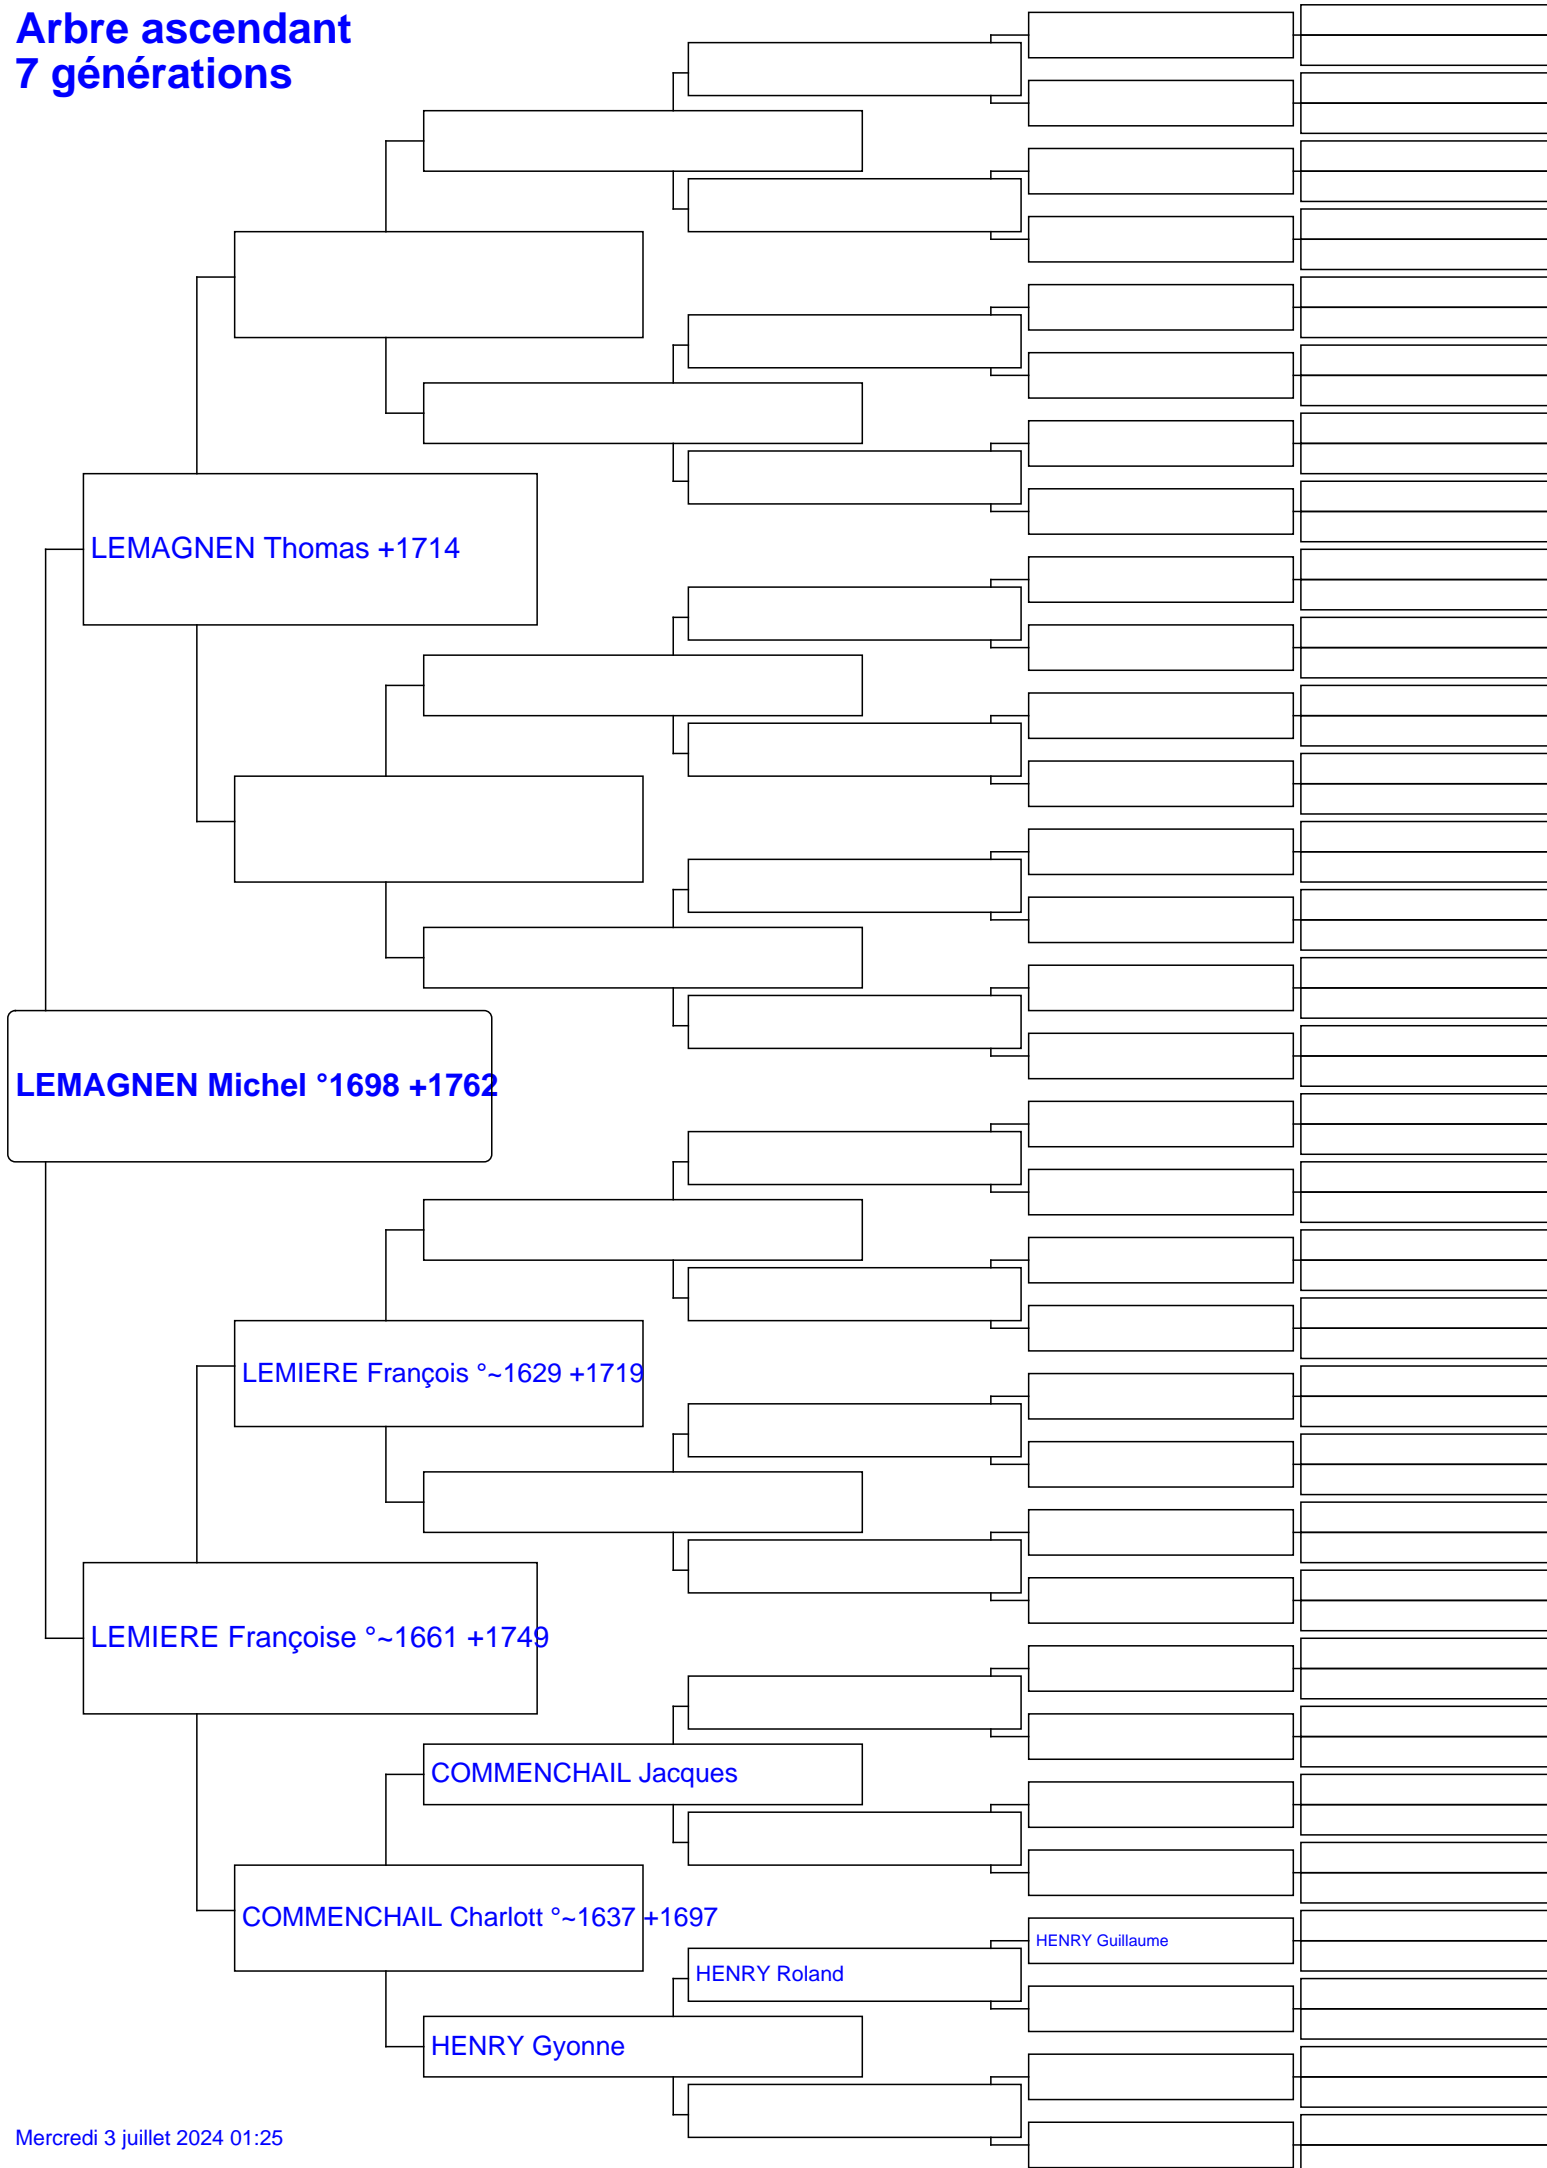 Arbre ascendant
7 générations
LEMAGNEN Thomas +1714
LEMAGNEN Michel °1698 +1762
LEMIERE François °~1629 +1719
LEMIERE Françoise °~1661 +1749
COMMENCHAIL Jacques
COMMENCHAIL Charlott °~1637 +1697
HENRY Guillaume
HENRY Roland
HENRY Gyonne
Mercredi 3 juillet 2024 01:25